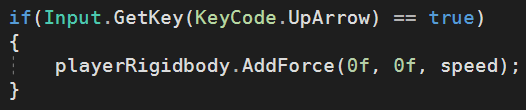 if(Input.GetKey(KeyCode.UpArrow) == true)
{
    playerRigidbody.AddForce(0f, 0f, speed);
}